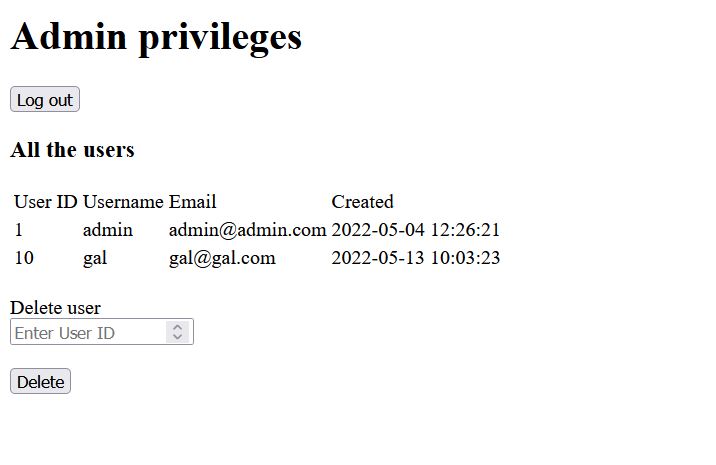 Admin privileges
Log out
All the users
User ID Username Email Created
1 admin admin@admin.com 2022-05-04 12:26:21
10 gal gal@gal.com 2022-05-13 10:03:23
Delete user
Enter User ID
Delete